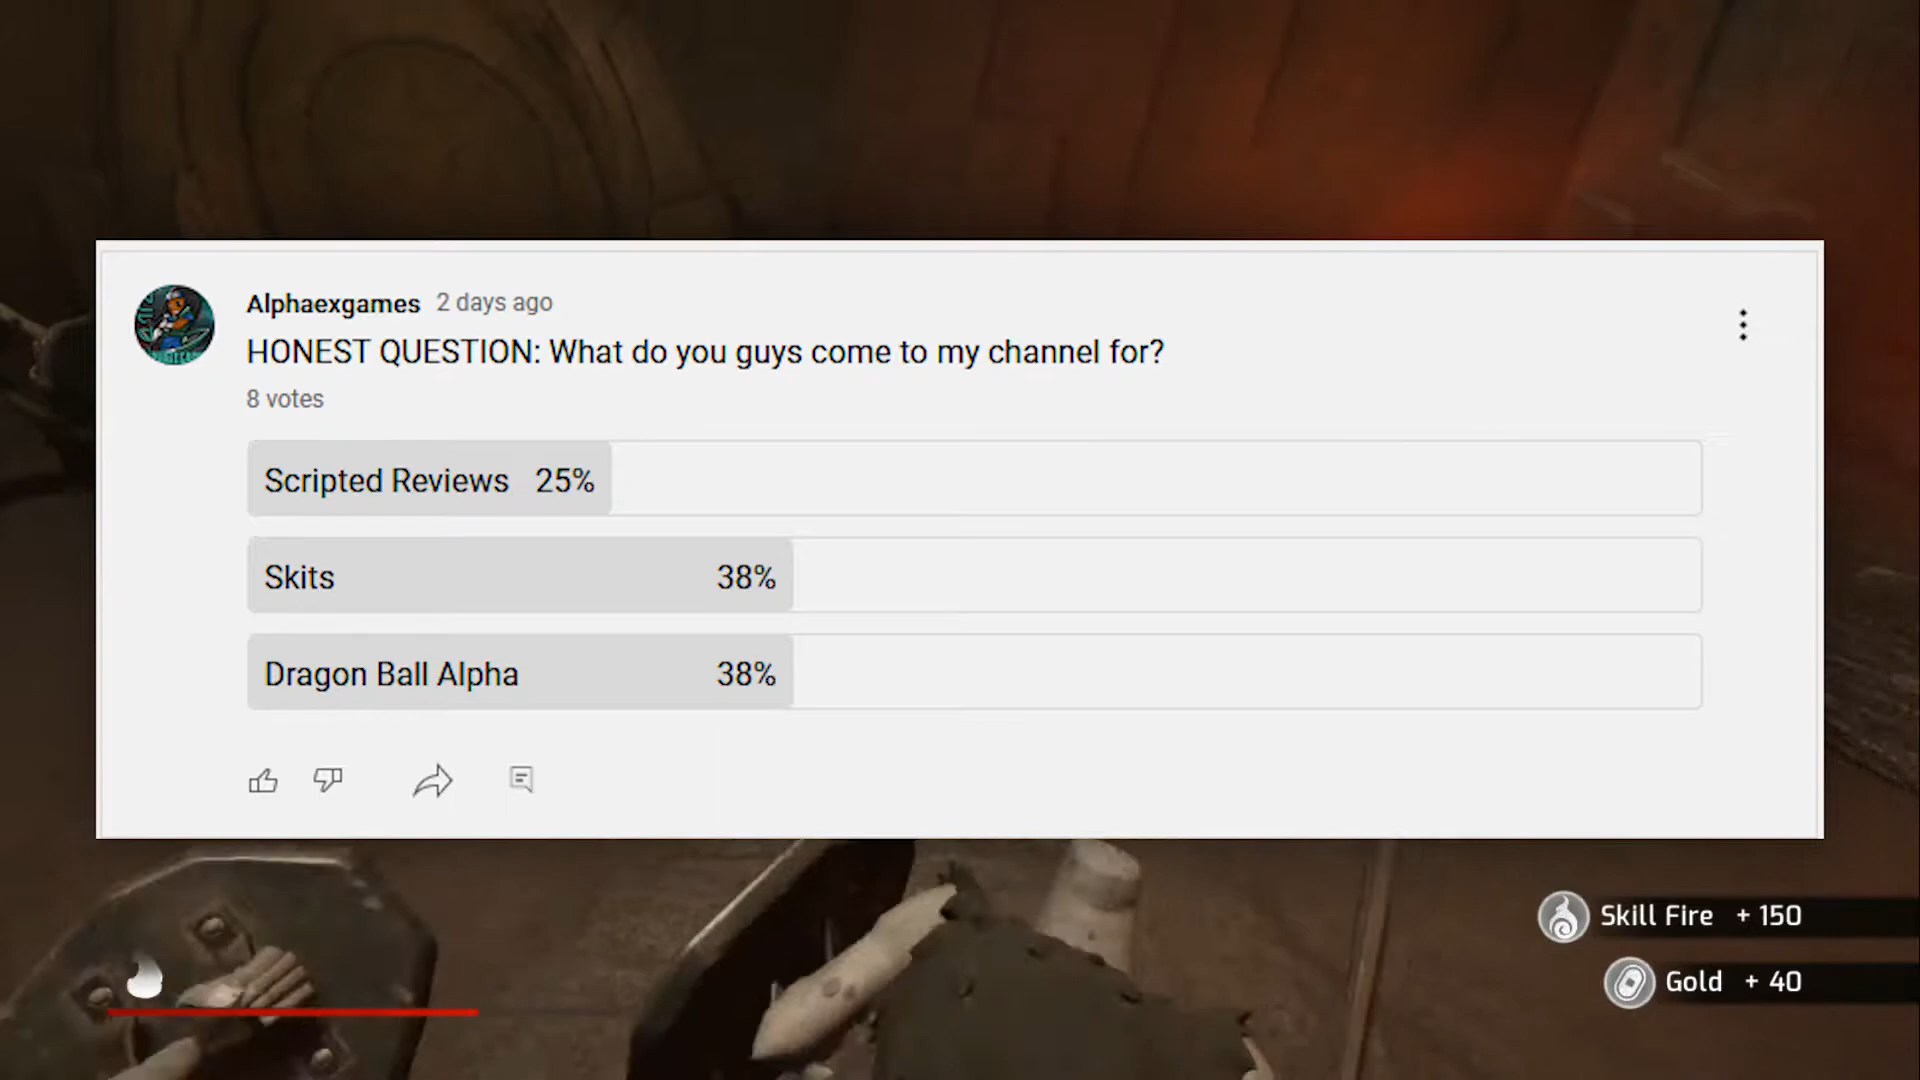 Alphaexgames 2 days ago
HONEST QUESTION: What do you guys come to my channel for?
8 votes
Scripted Reviews 25%
Skits 38%
Dragon Ball Alpha 38%
Skill Fire + 150
Gold + 40